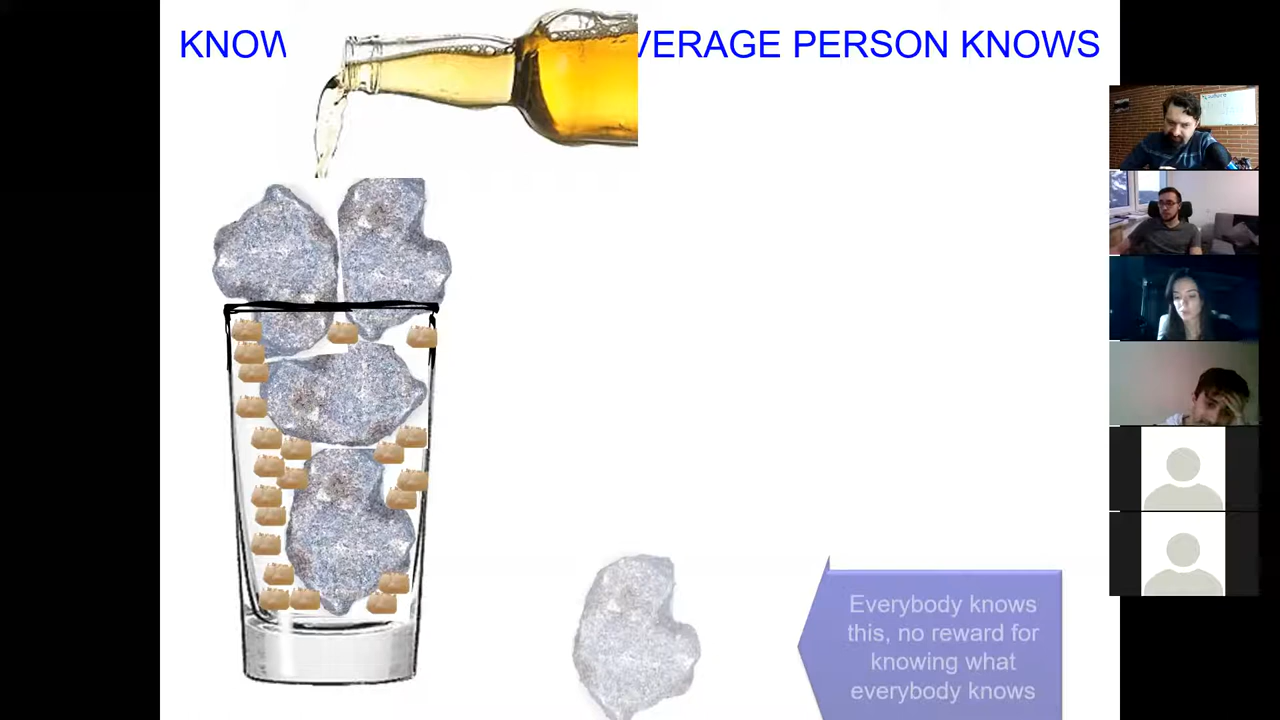 KNOW VERAGE PERSON KNOWS
Everybody knows
this, no reward for
knowing what
everybody knows